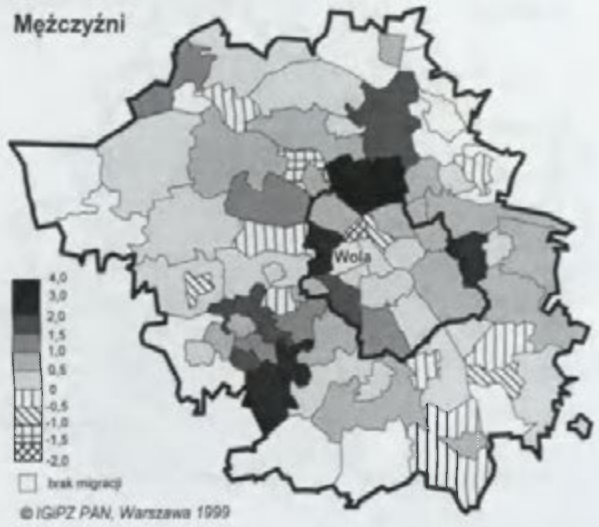 Mężczyźni
Wola
4,0
3,0
2,0
1,5
1,0
0,5
0
-0,5
-1,0
-1,5
-2,0
brak migracji
© IGiPZ PAN, Warszawa 1999